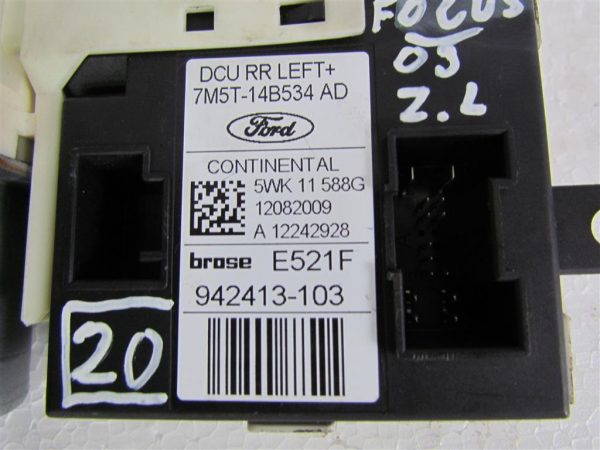 FOCUS
09
Z.L
DCU RR LEFT+
7M5T-14B534 AD
Ford
CONTINENTAL
5WK 11 588G
12082009
A 12242928
brose E521F
942413-103
20